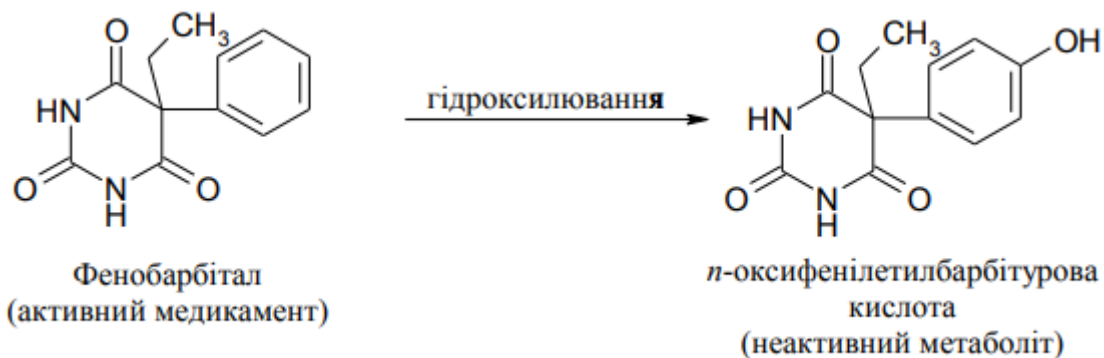 CH3
O
HN
O
N
H
O
гідроксилювання
CH3
OH
O
HN
O
N
H
O
Фенобарбітал
(активний медикамент)
п-оксифенілетилбарбітурова
кислота
(неактивний метаболіт)